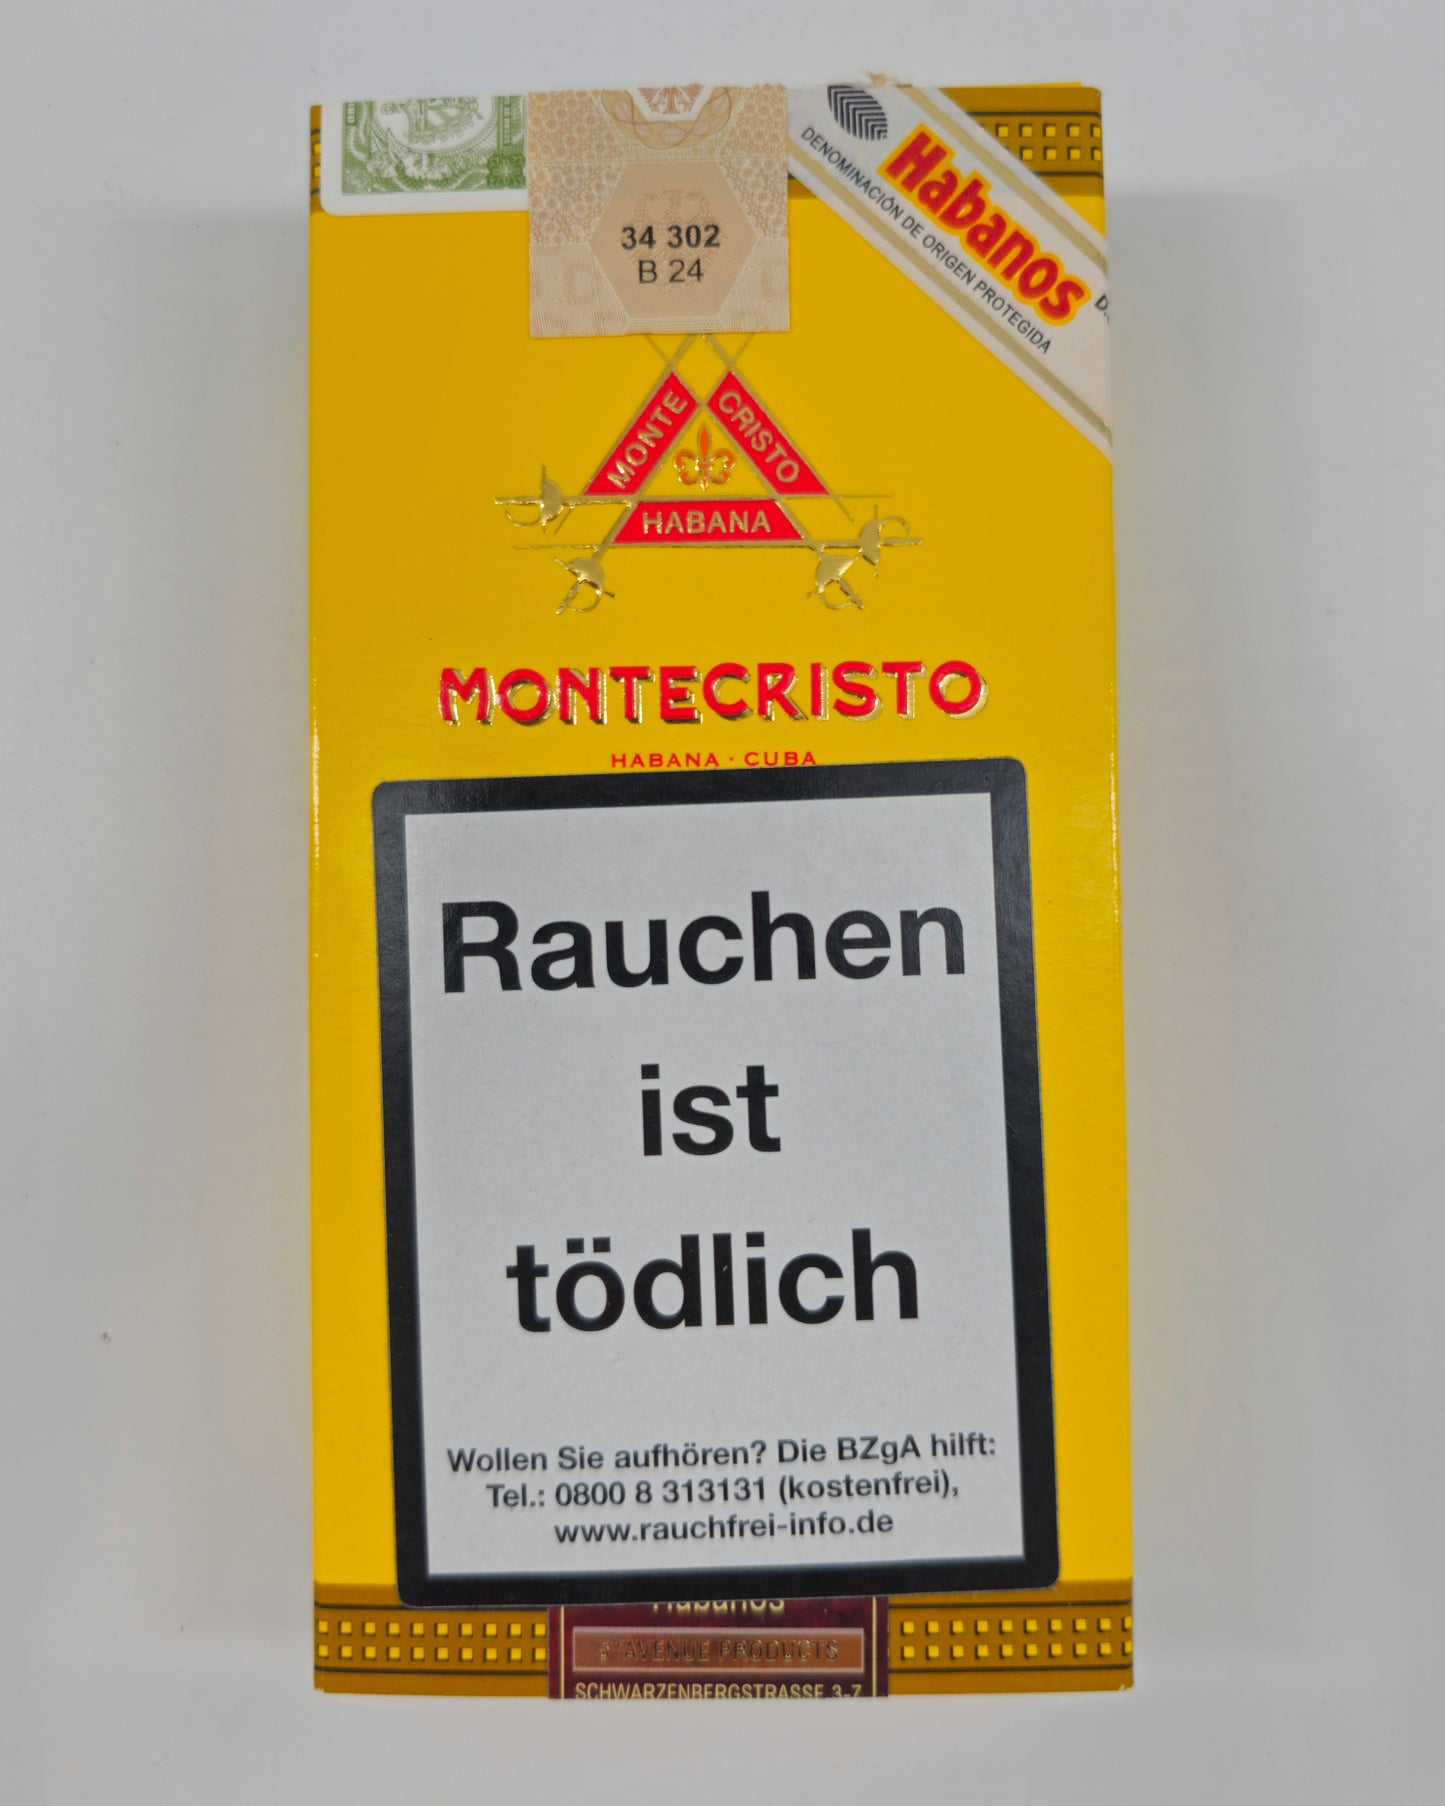 34 302
B 24
Habanos
DENOMINACIÓN DE ORIGEN PROTEGIDA
MONTE
CRISTO
HABANA
MONTECRISTO
HABANA · CUBA
Rauchen
ist
tödlich
Wollen Sie aufhören? Die BZgA hilft:
Tel.: 0800 8 313131 (kostenfrei),
www.rauchfrei-info.de
Habanos
5TH AVENUE PRODUCTS
SCHWARZENBERGSTRASSE 3-7